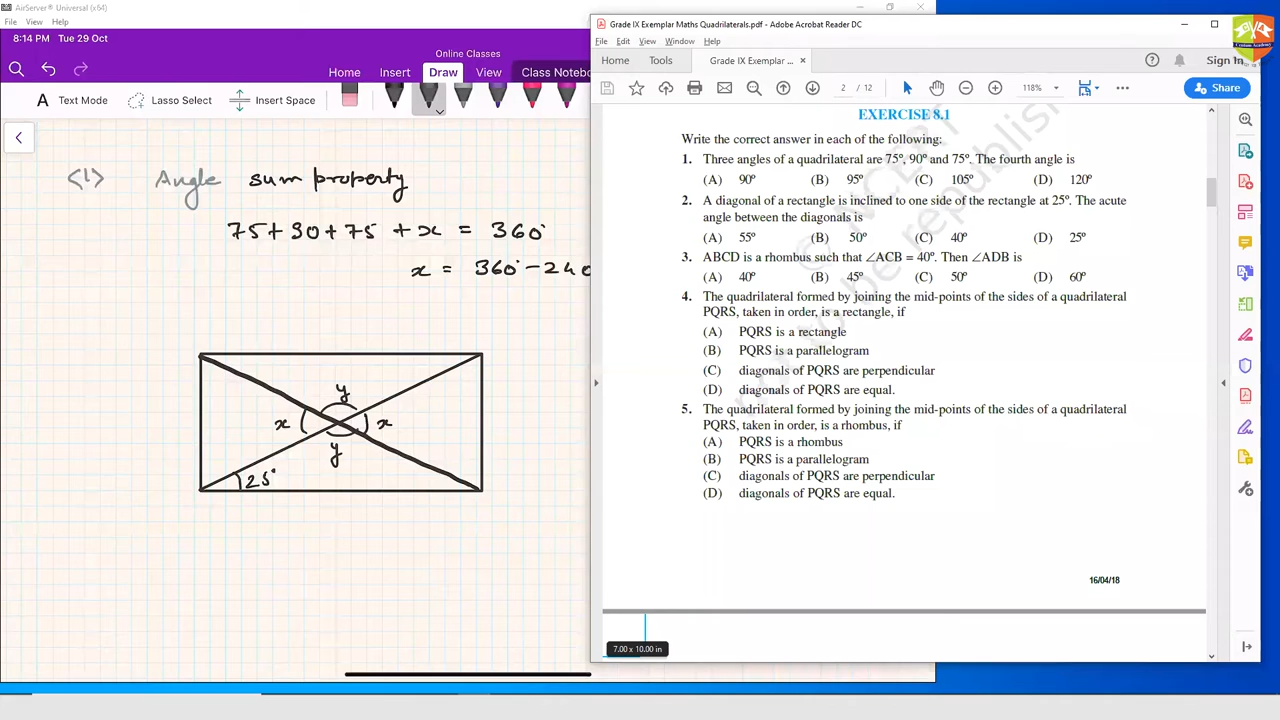 AirServer® Universal (x64)
File View Help
8:14 PM Tue 29 Oct
Online Classes
Home Insert Draw View Class Notebo
A Text Mode Lasso Select Insert Space
<1> Angle sum property
75+90+75 +x = 360°
x = 360°-240
y
x x
y
25°
Grade IX Exemplar Maths Quadrilaterals.pdf - Adobe Acrobat Reader DC
File Edit View Window Help
Home Tools Grade IX Exemplar ... × Sign In
2 / 12 118% Share
EXERCISE 8.1
Write the correct answer in each of the following:
1. Three angles of a quadrilateral are 75º, 90º and 75º. The fourth angle is
(A) 90º (B) 95º (C) 105º (D) 120º
2. A diagonal of a rectangle is inclined to one side of the rectangle at 25º. The acute
angle between the diagonals is
(A) 55º (B) 50º (C) 40º (D) 25º
3. ABCD is a rhombus such that ∠ACB = 40º. Then ∠ADB is
(A) 40º (B) 45º (C) 50º (D) 60º
4. The quadrilateral formed by joining the mid-points of the sides of a quadrilateral
PQRS, taken in order, is a rectangle, if
(A) PQRS is a rectangle
(B) PQRS is a parallelogram
(C) diagonals of PQRS are perpendicular
(D) diagonals of PQRS are equal.
5. The quadrilateral formed by joining the mid-points of the sides of a quadrilateral
PQRS, taken in order, is a rhombus, if
(A) PQRS is a rhombus
(B) PQRS is a parallelogram
(C) diagonals of PQRS are perpendicular
(D) diagonals of PQRS are equal.
16/04/18
7.00 x 10.00 in